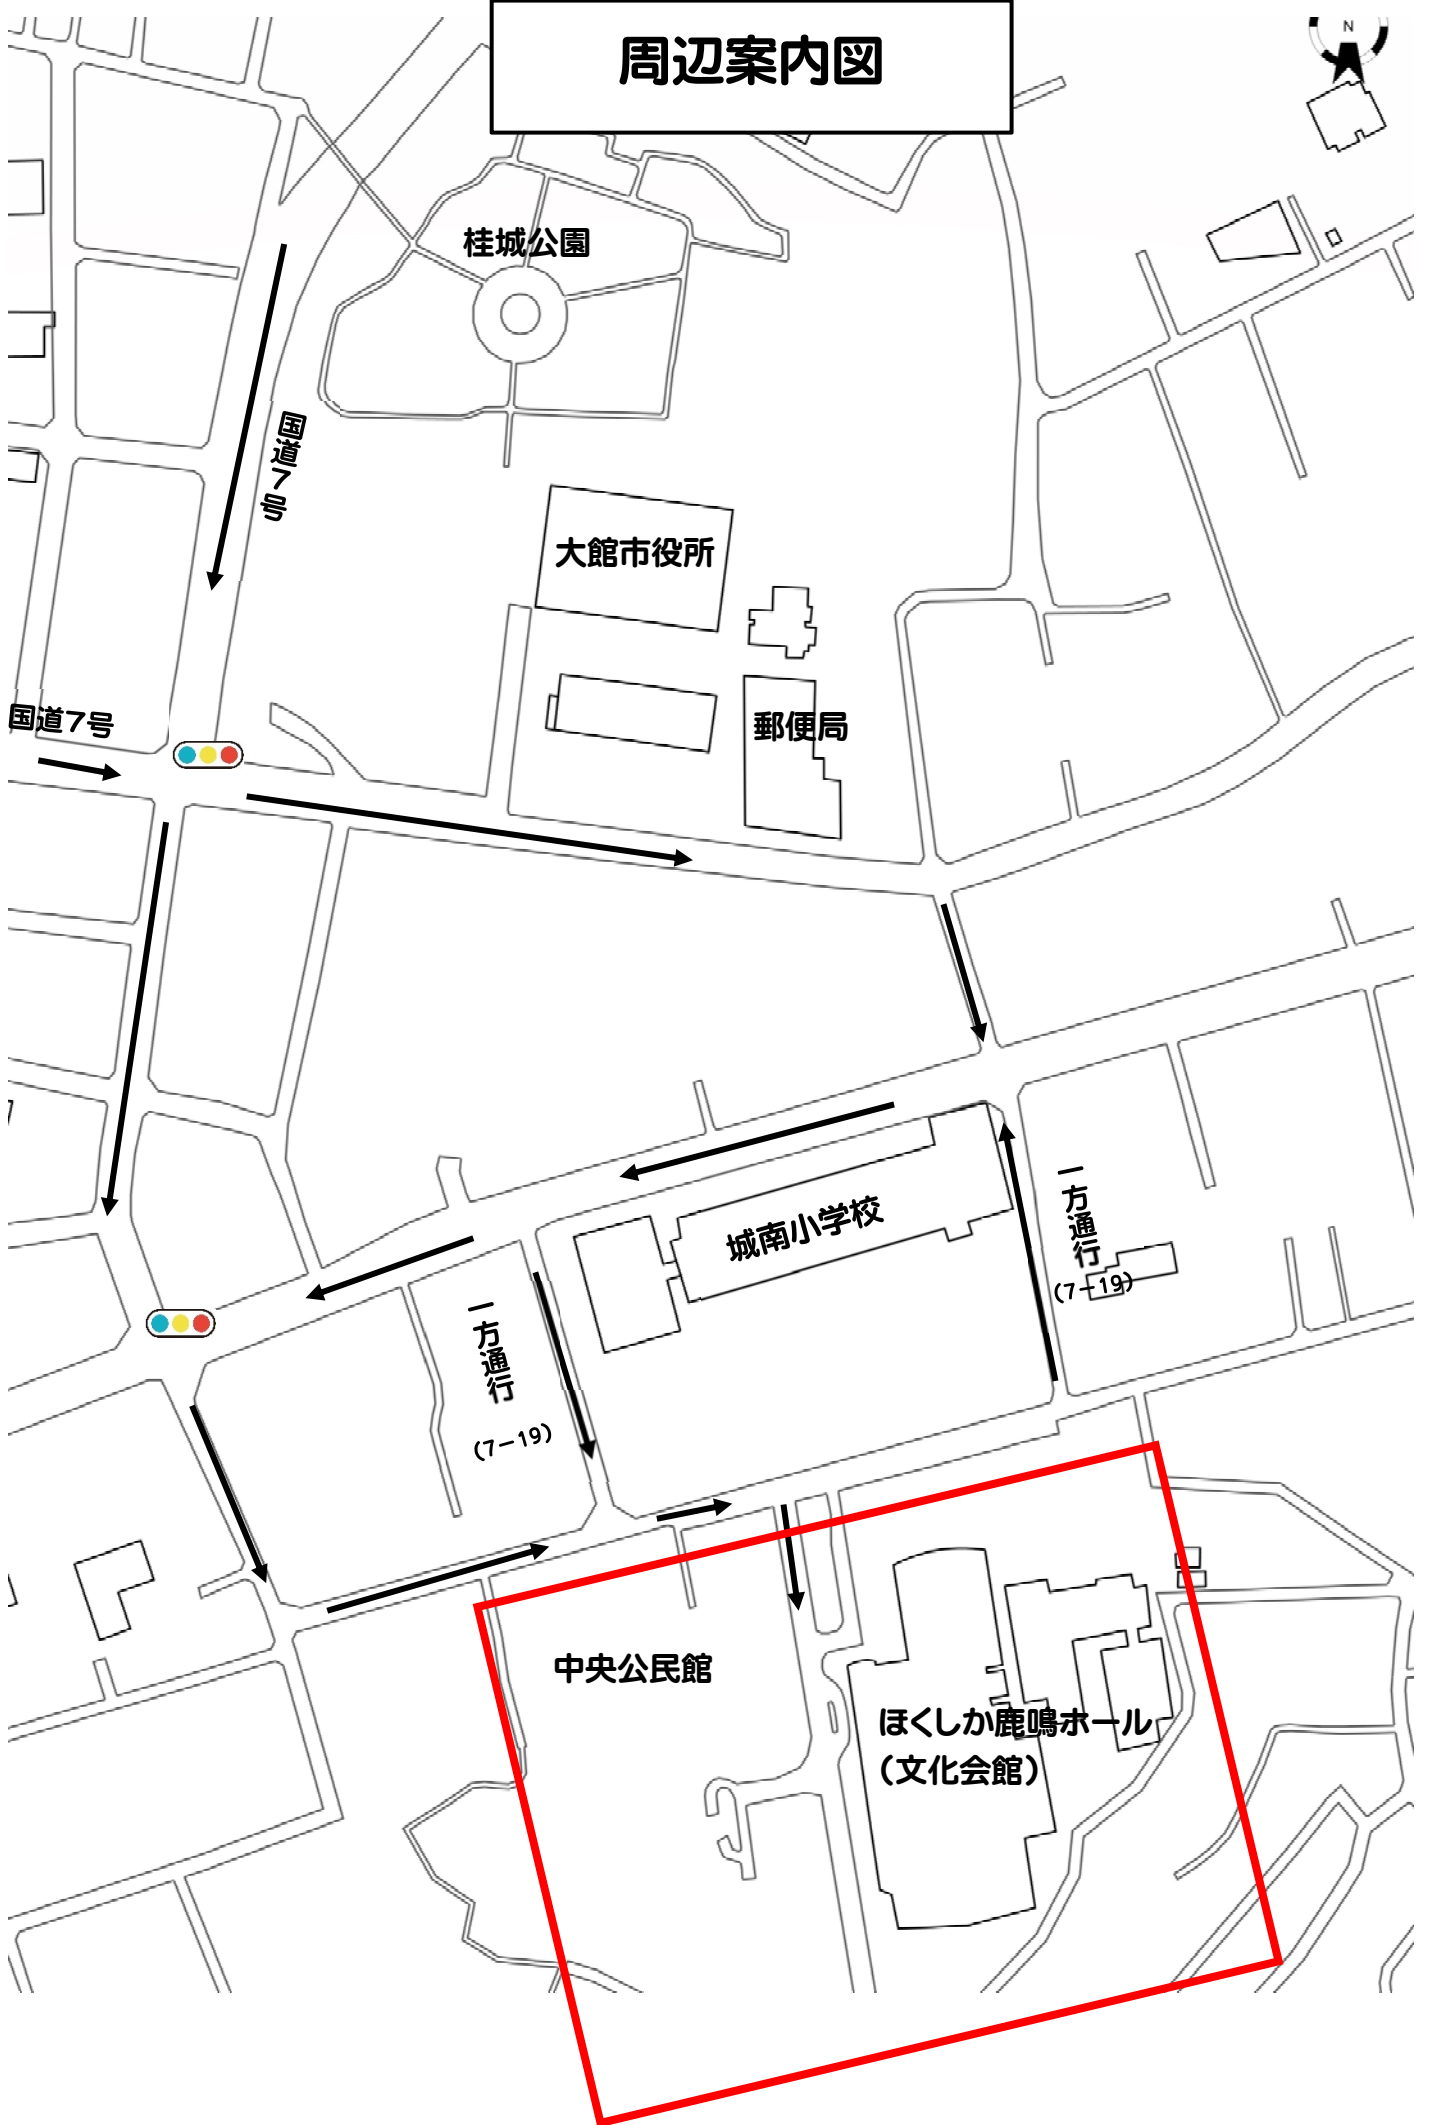 周辺案内図
N
桂城公園
国道7号
大館市役所
国道7号
郵便局
城南小学校
一方通行
(7-19)
一方通行
(7-19)
中央公民館
ほくしか鹿鳴ホール
(文化会館)